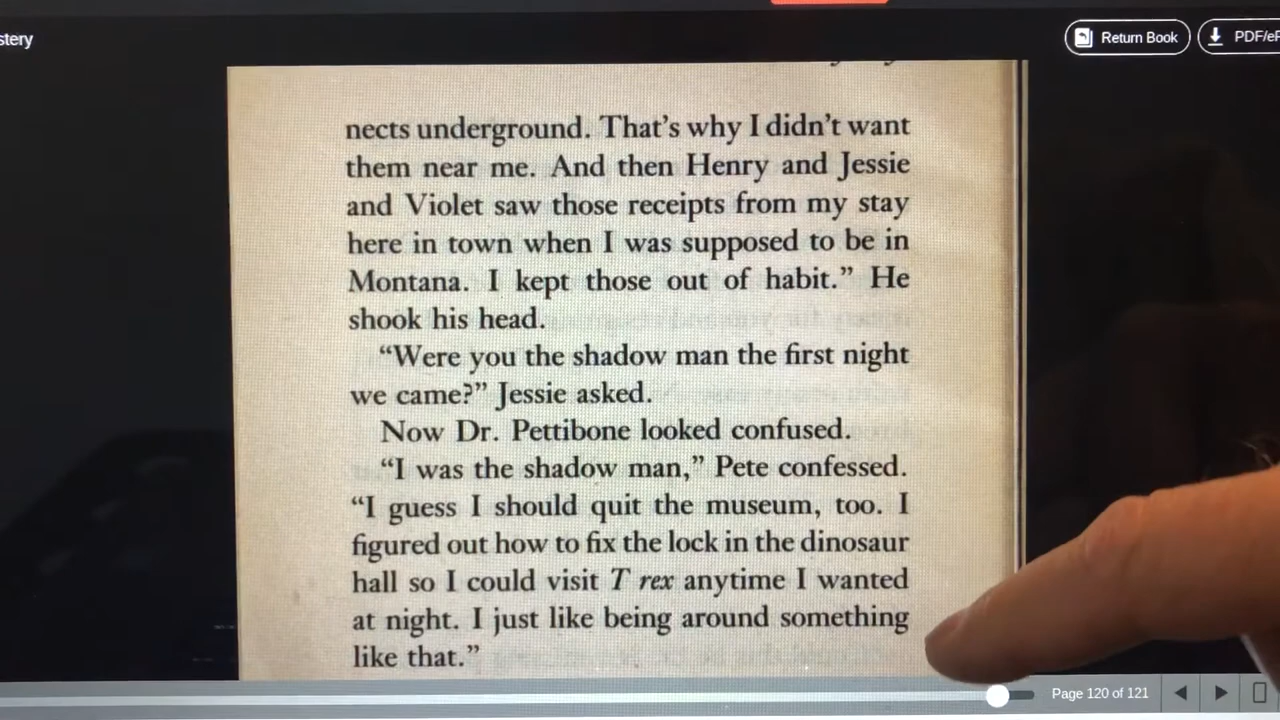 stery
Return Book
PDF/eP
nects underground. That's why I didn't want
them near me. And then Henry and Jessie
and Violet saw those receipts from my stay
here in town when I was supposed to be in
Montana. I kept those out of habit.” He
shook his head.
“Were you the shadow man the first night
we came?” Jessie asked.
Now Dr. Pettibone looked confused.
“I was the shadow man,” Pete confessed.
“I guess I should quit the museum, too. I
figured out how to fix the lock in the dinosaur
hall so I could visit T rex anytime I wanted
at night. I just like being around something
like that.”
Page 120 of 121